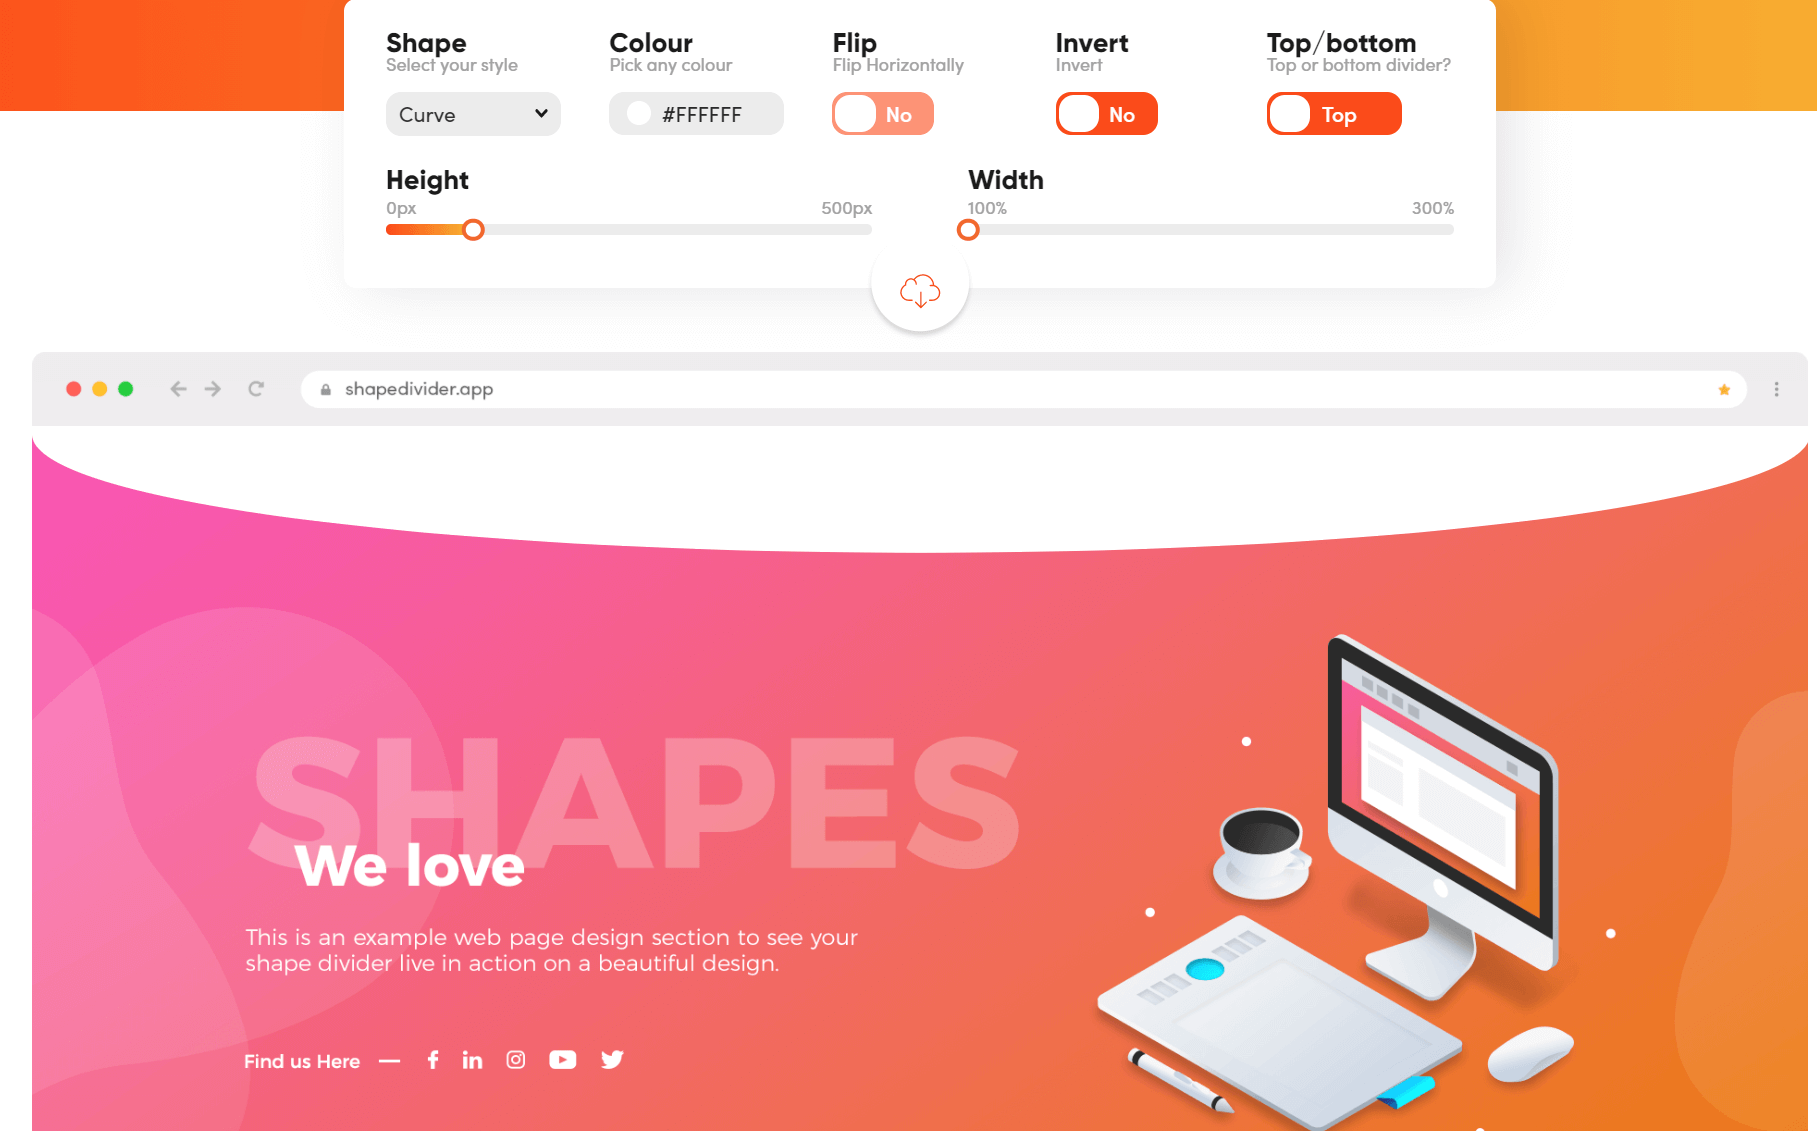 Shape
Select your style
Curve
Colour
Pick any colour
#FFFFFF
Flip
Flip Horizontally
No
Invert
Invert
No
Top/bottom
Top or bottom divider?
Top
Height
0px 500px
Width
100% 300%
shapedivider.app
SHAPES
We love
This is an example web page design section to see your
shape divider live in action on a beautiful design.
Find us Here